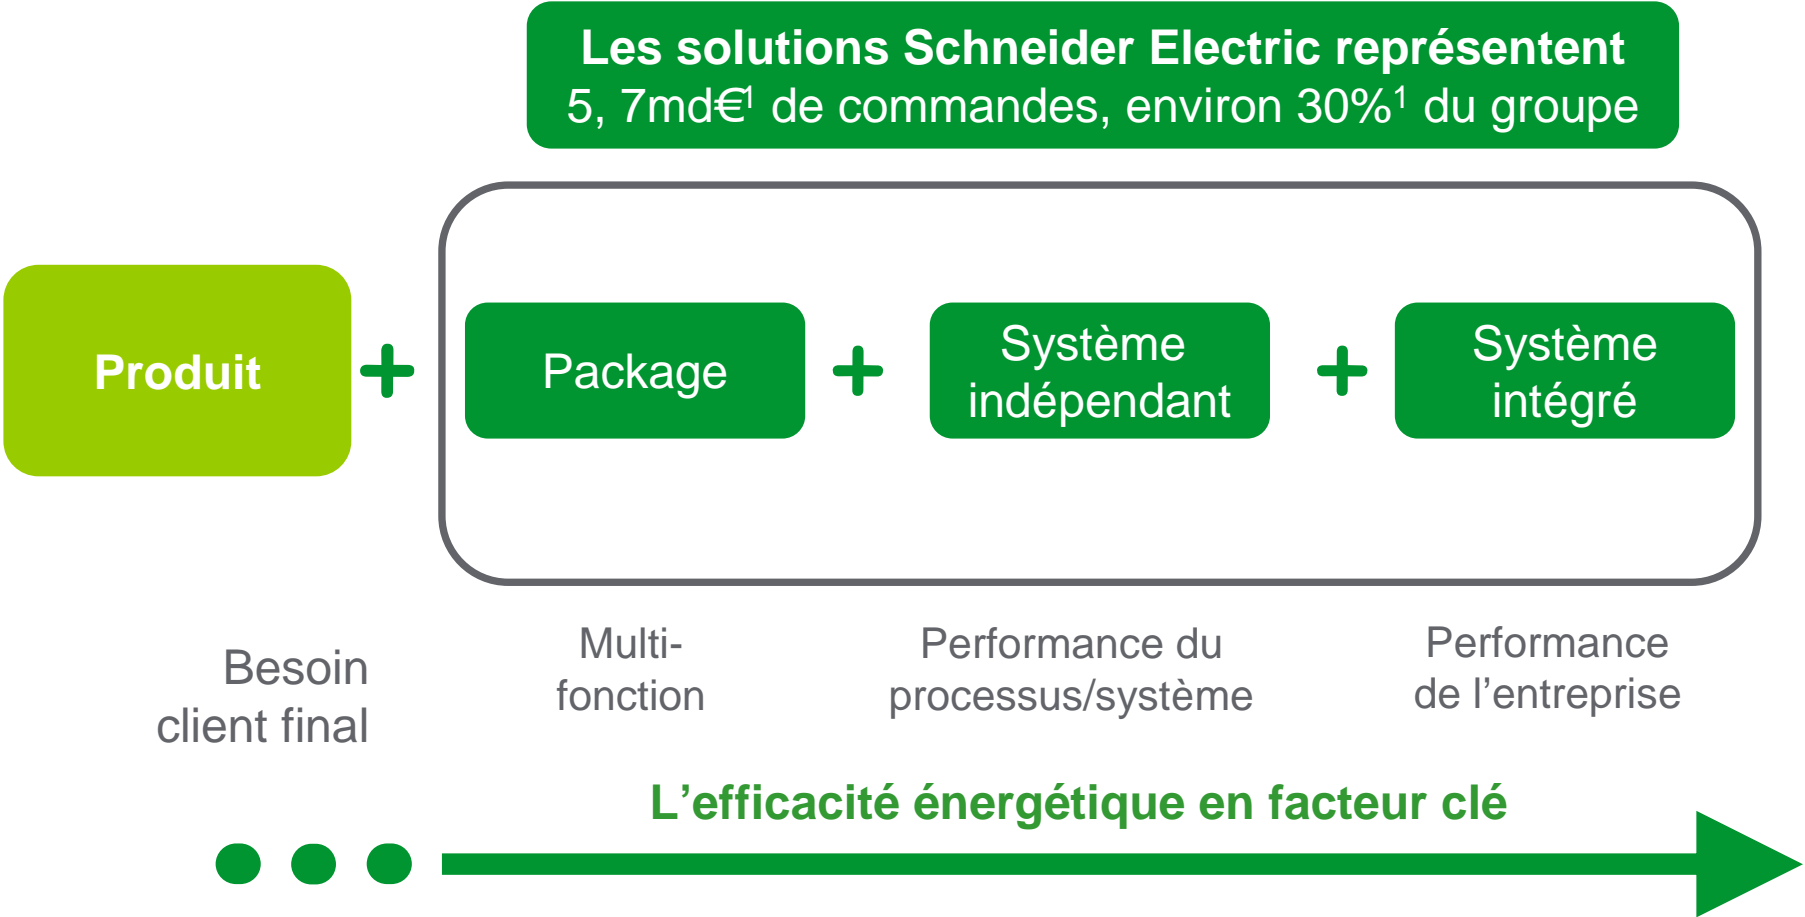 Les solutions Schneider Electric représentent
5, 7md€¹ de commandes, environ 30%¹ du groupe
Produit
+
Package
+
Système
indépendant
+
Système
intégré
Besoin
client final
Multi-
fonction
Performance du
processus/système
Performance
de l’entreprise
L’efficacité énergétique en facteur clé